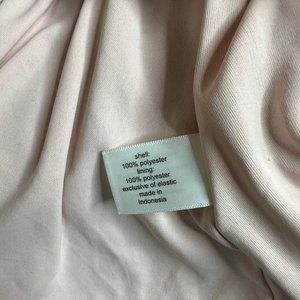 shell:
100% polyester
lining:
100% polyester
exclusive of elastic
made in
Indonesia